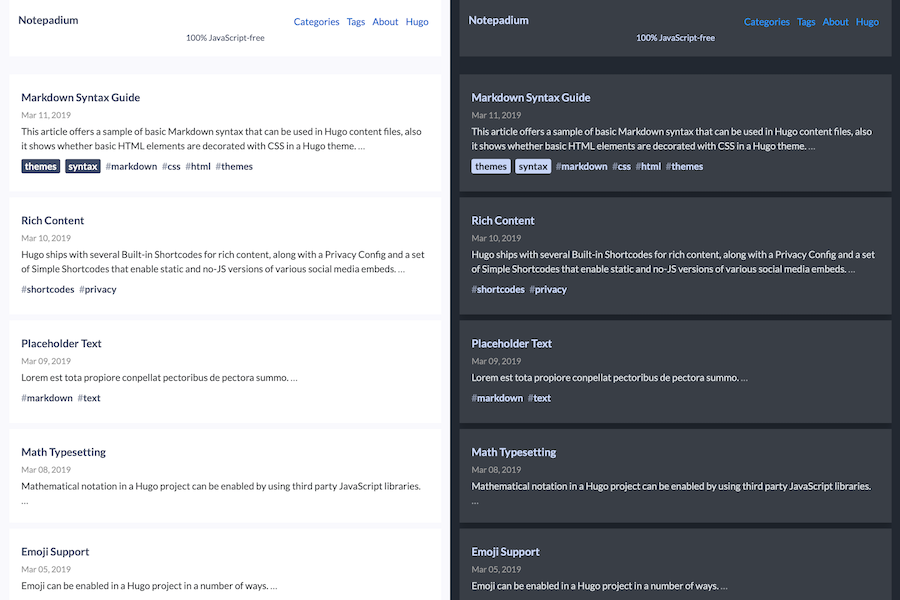 Notepadium
Categories Tags About Hugo
100% JavaScript-free
Markdown Syntax Guide
Mar 11, 2019
This article offers a sample of basic Markdown syntax that can be used in Hugo content files, also
it shows whether basic HTML elements are decorated with CSS in a Hugo theme. ...
themes syntax #markdown #css #html #themes
Rich Content
Mar 10, 2019
Hugo ships with several Built-in Shortcodes for rich content, along with a Privacy Config and a set
of Simple Shortcodes that enable static and no-JS versions of various social media embeds. ...
#shortcodes #privacy
Placeholder Text
Mar 09, 2019
Lorem est tota propiore conpellat pectoribus de pectora summo. ...
#markdown #text
Math Typesetting
Mar 08, 2019
Mathematical notation in a Hugo project can be enabled by using third party JavaScript libraries.
...
Emoji Support
Mar 05, 2019
Emoji can be enabled in a Hugo project in a number of ways. ...
Notepadium
Categories Tags About Hugo
100% JavaScript-free
Markdown Syntax Guide
Mar 11, 2019
This article offers a sample of basic Markdown syntax that can be used in Hugo content files, also
it shows whether basic HTML elements are decorated with CSS in a Hugo theme. ...
themes syntax #markdown #css #html #themes
Rich Content
Mar 10, 2019
Hugo ships with several Built-in Shortcodes for rich content, along with a Privacy Config and a set
of Simple Shortcodes that enable static and no-JS versions of various social media embeds. ...
#shortcodes #privacy
Placeholder Text
Mar 09, 2019
Lorem est tota propiore conpellat pectoribus de pectora summo. ...
#markdown #text
Math Typesetting
Mar 08, 2019
Mathematical notation in a Hugo project can be enabled by using third party JavaScript libraries.
...
Emoji Support
Mar 05, 2019
Emoji can be enabled in a Hugo project in a number of ways. ...